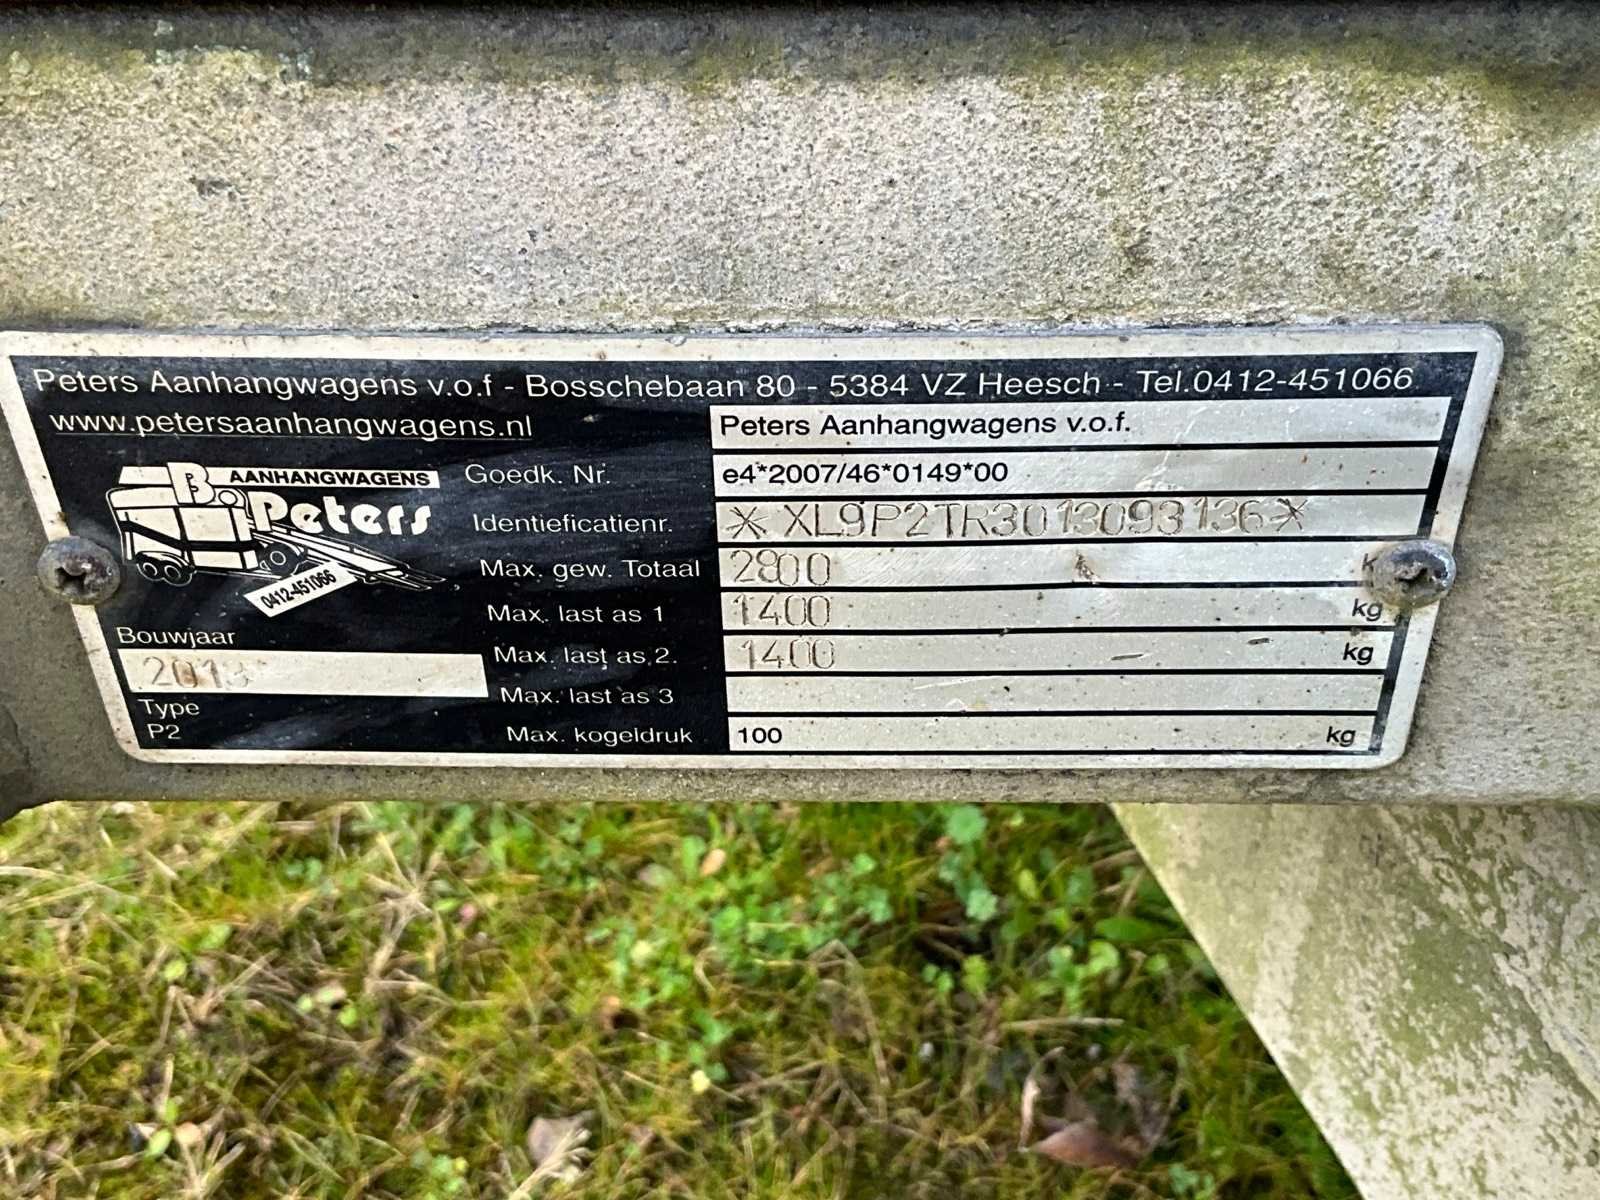 Peters Aanhangwagens v.o.f - Bosschebaan 80 - 5384 VZ Heesch - Tel.0412-451066
www.petersaanhangwagens.nl
Peters Aanhangwagens v.o.f.
B AANHANGWAGENS
Peters
0412-451066
Goedk. Nr. e4*2007/46*0149*00
Identieficatienr. * XL9P2TR3013093136*
Max. gew. Totaal 2800 k
Max. last as 1 1400 kg
Max. last as 2. 1400 kg
Max. last as 3
Max. kogeldruk 100 kg
Bouwjaar
2013
Type
P2